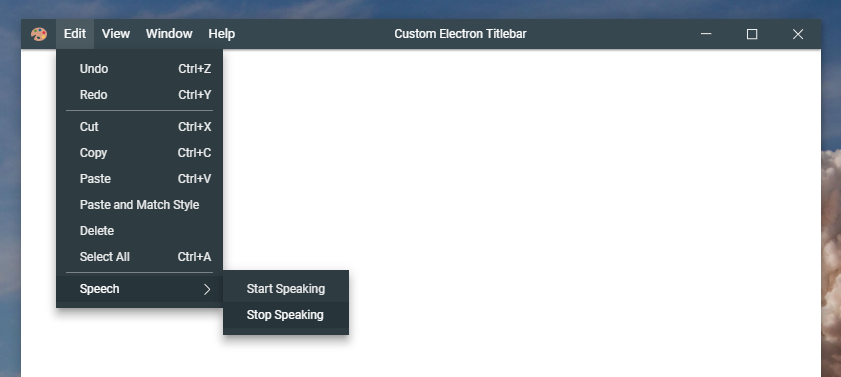 Edit View Window Help Custom Electron Titlebar
Undo Ctrl+Z
Redo Ctrl+Y
Cut Ctrl+X
Copy Ctrl+C
Paste Ctrl+V
Paste and Match Style
Delete
Select All Ctrl+A
Speech Start Speaking
Stop Speaking